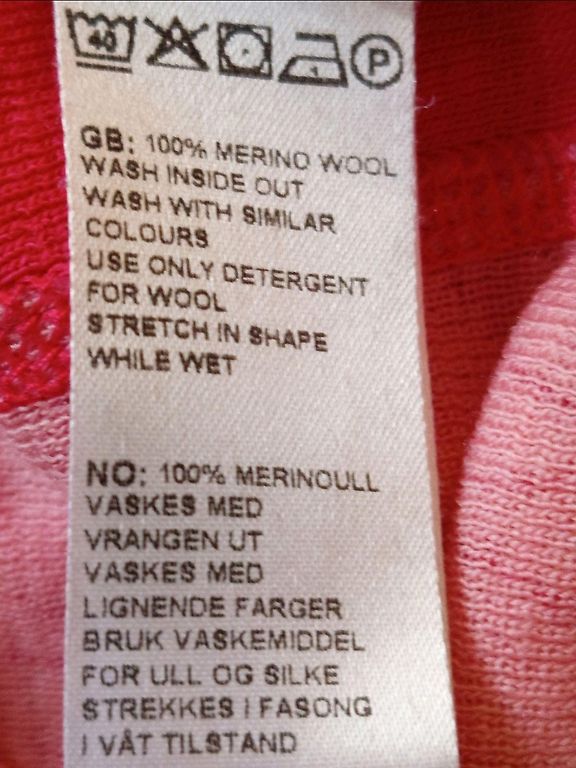 40 P
GB: 100% MERINO WOOL
WASH INSIDE OUT
WASH WITH SIMILAR
COLOURS
USE ONLY DETERGENT
FOR WOOL
STRETCH IN SHAPE
WHILE WET
NO: 100% MERINOULL
VASKES MED
VRANGEN UT
VASKES MED
LIGNENDE FARGER
BRUK VASKEMIDDEL
FOR ULL OG SILKE
STREKKES I FASONG
I VÅT TILSTAND